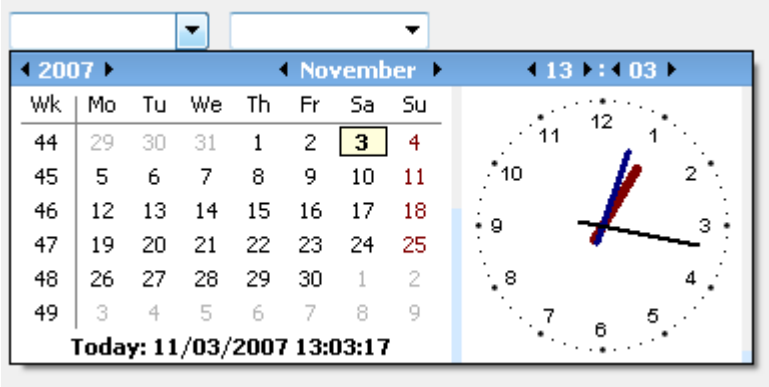 2007 November 13 : 03
Wk Mo Tu We Th Fr Sa Su
44 29 30 31 1 2 3 4
45 5 6 7 8 9 10 11
46 12 13 14 15 16 17 18
47 19 20 21 22 23 24 25
48 26 27 28 29 30 1 2
49 3 4 5 6 7 8 9
Today: 11/03/2007 13:03:17
12
11 1
10 2
9 3
8 4
7 5
6